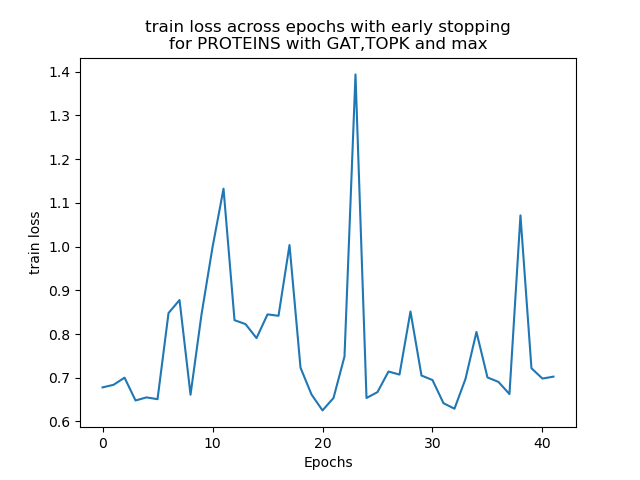 train loss across epochs with early stopping
for PROTEINS with GAT,TOPK and max
1.4
1.3
1.2
1.1
1.0
0.9
0.8
0.7
0.6
train loss
0 10 20 30 40
Epochs